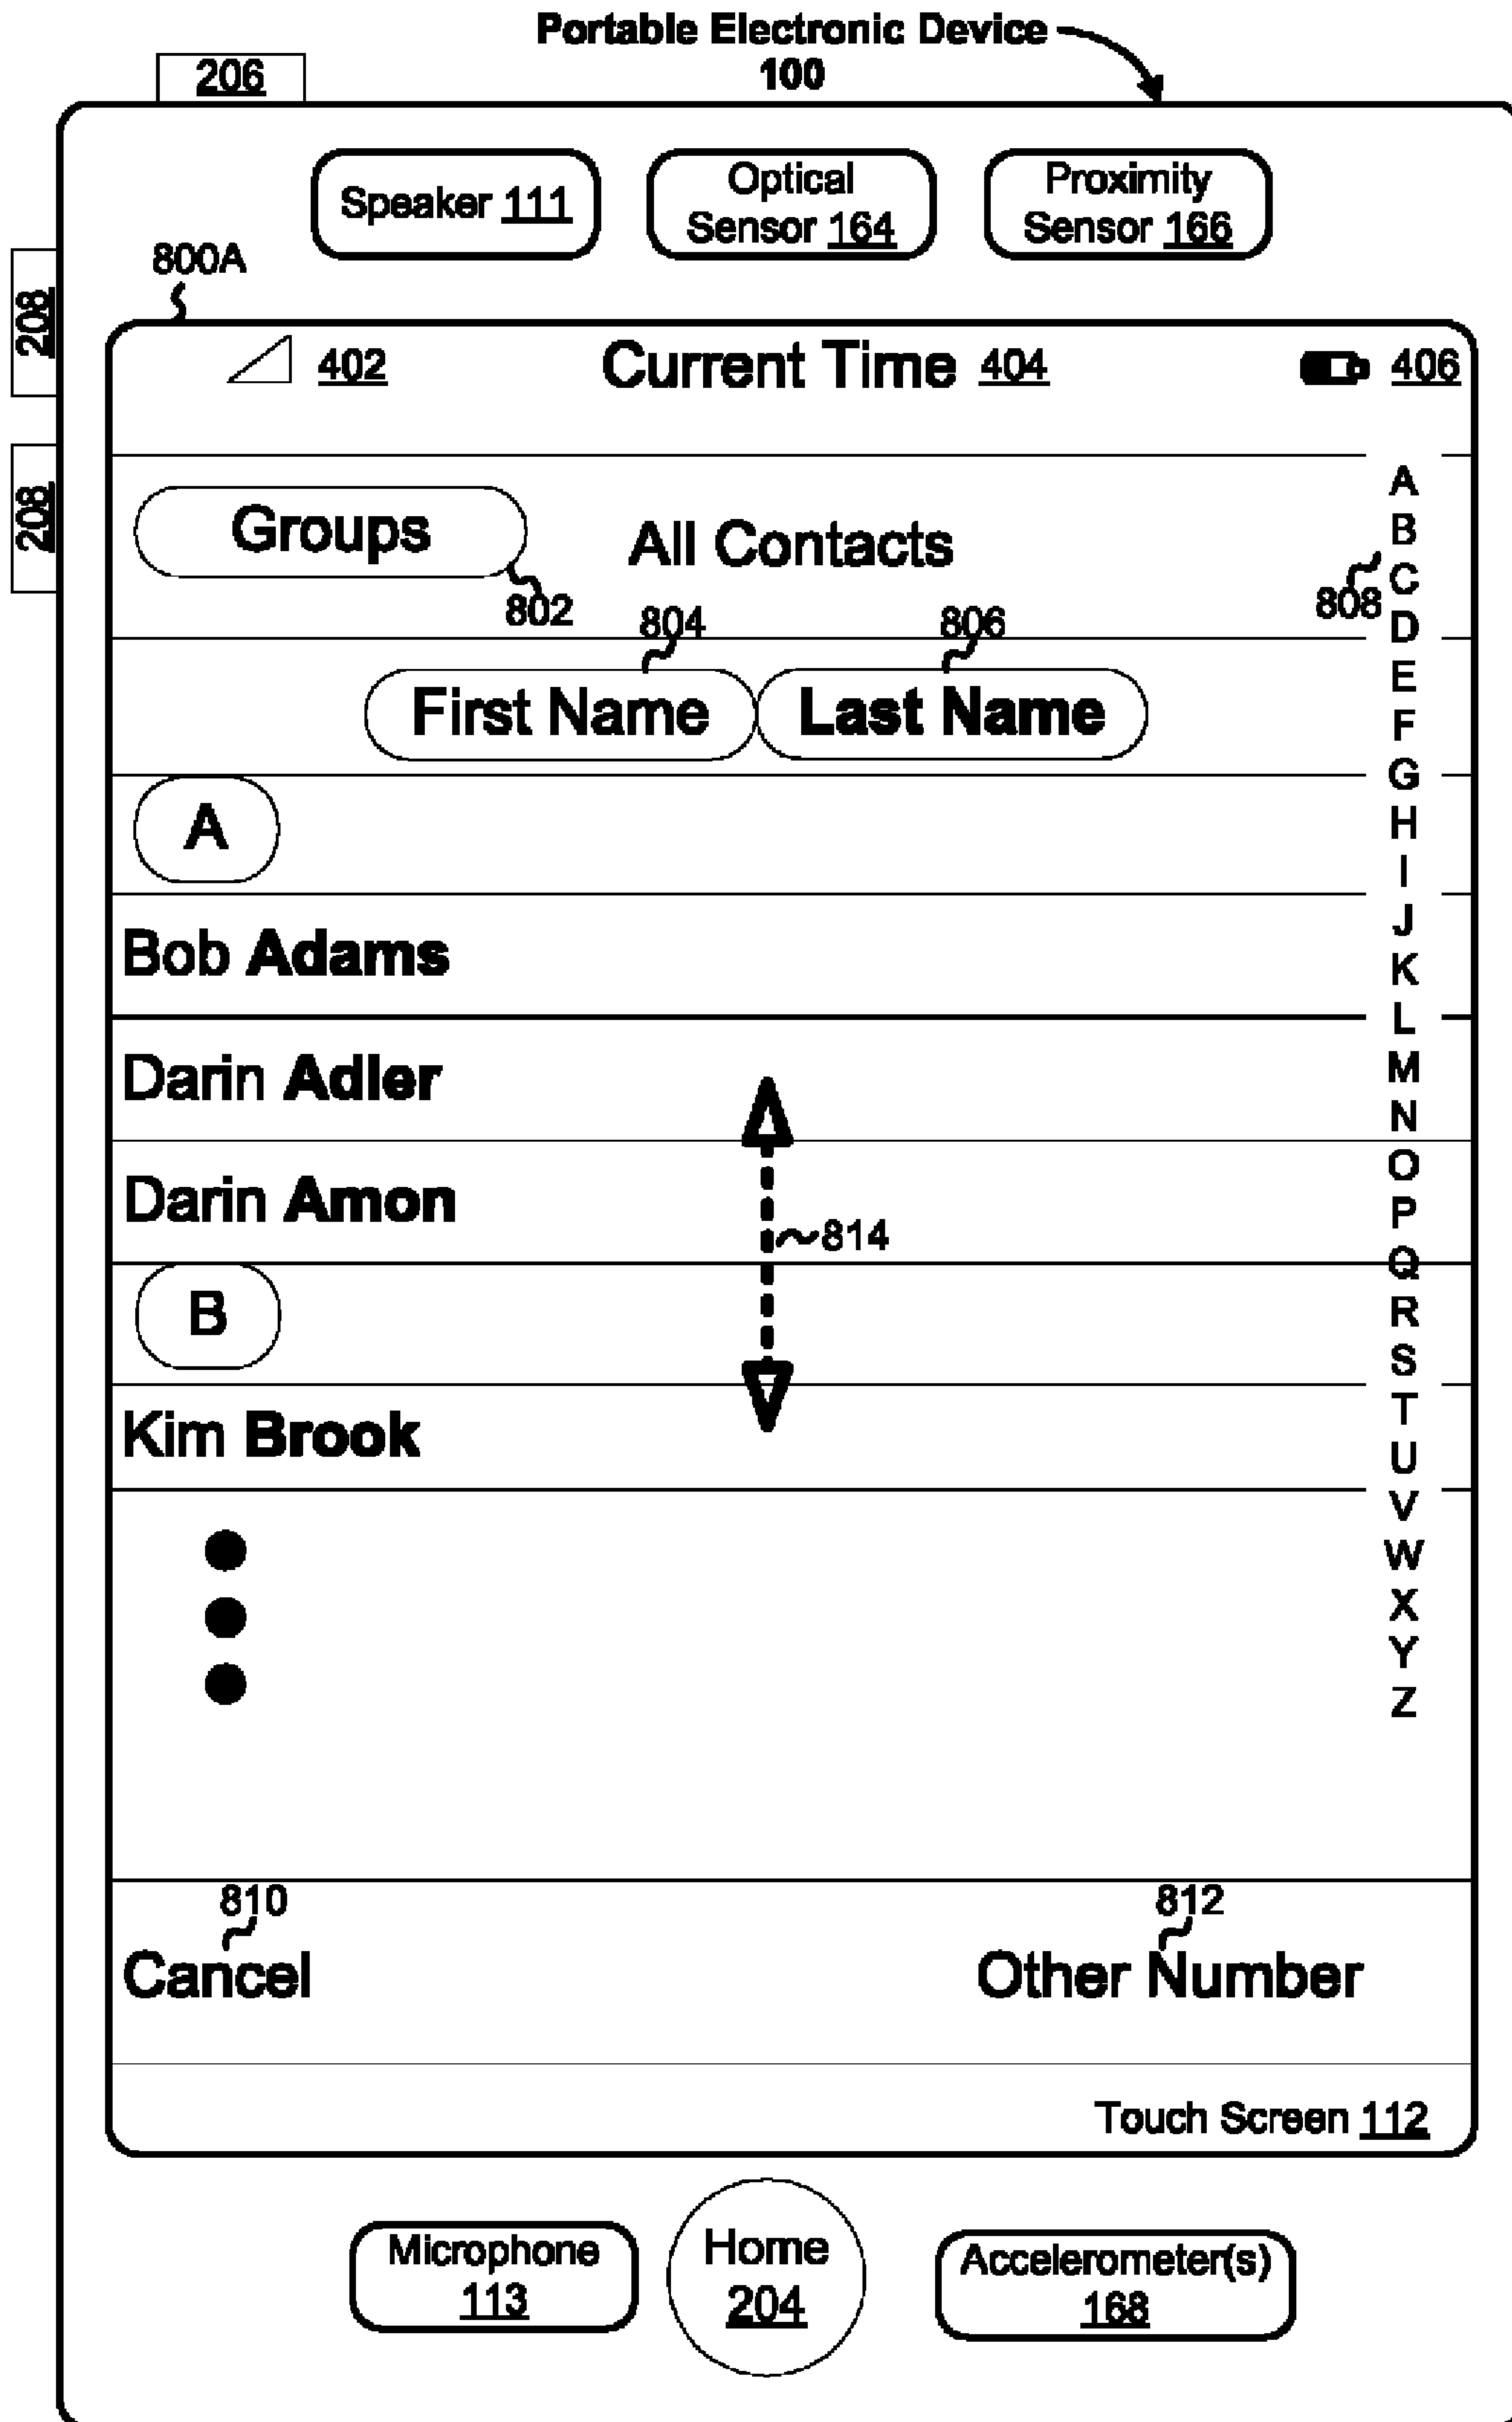 Portable Electronic Device
100
206
Speaker 111
Optical
Sensor 164
Proximity
Sensor 166
800A
208
208
402
Current Time 404
406
Groups
All Contacts
802
804
806
808
First Name
Last Name
A
Bob Adams
Darin Adler
Darin Amon
814
B
Kim Brook
A
B
C
D
E
F
G
H
I
J
K
L
M
N
O
P
Q
R
S
T
U
V
W
X
Y
Z
810
812
Cancel
Other Number
Touch Screen 112
Microphone
113
Home
204
Accelerometer(s)
168